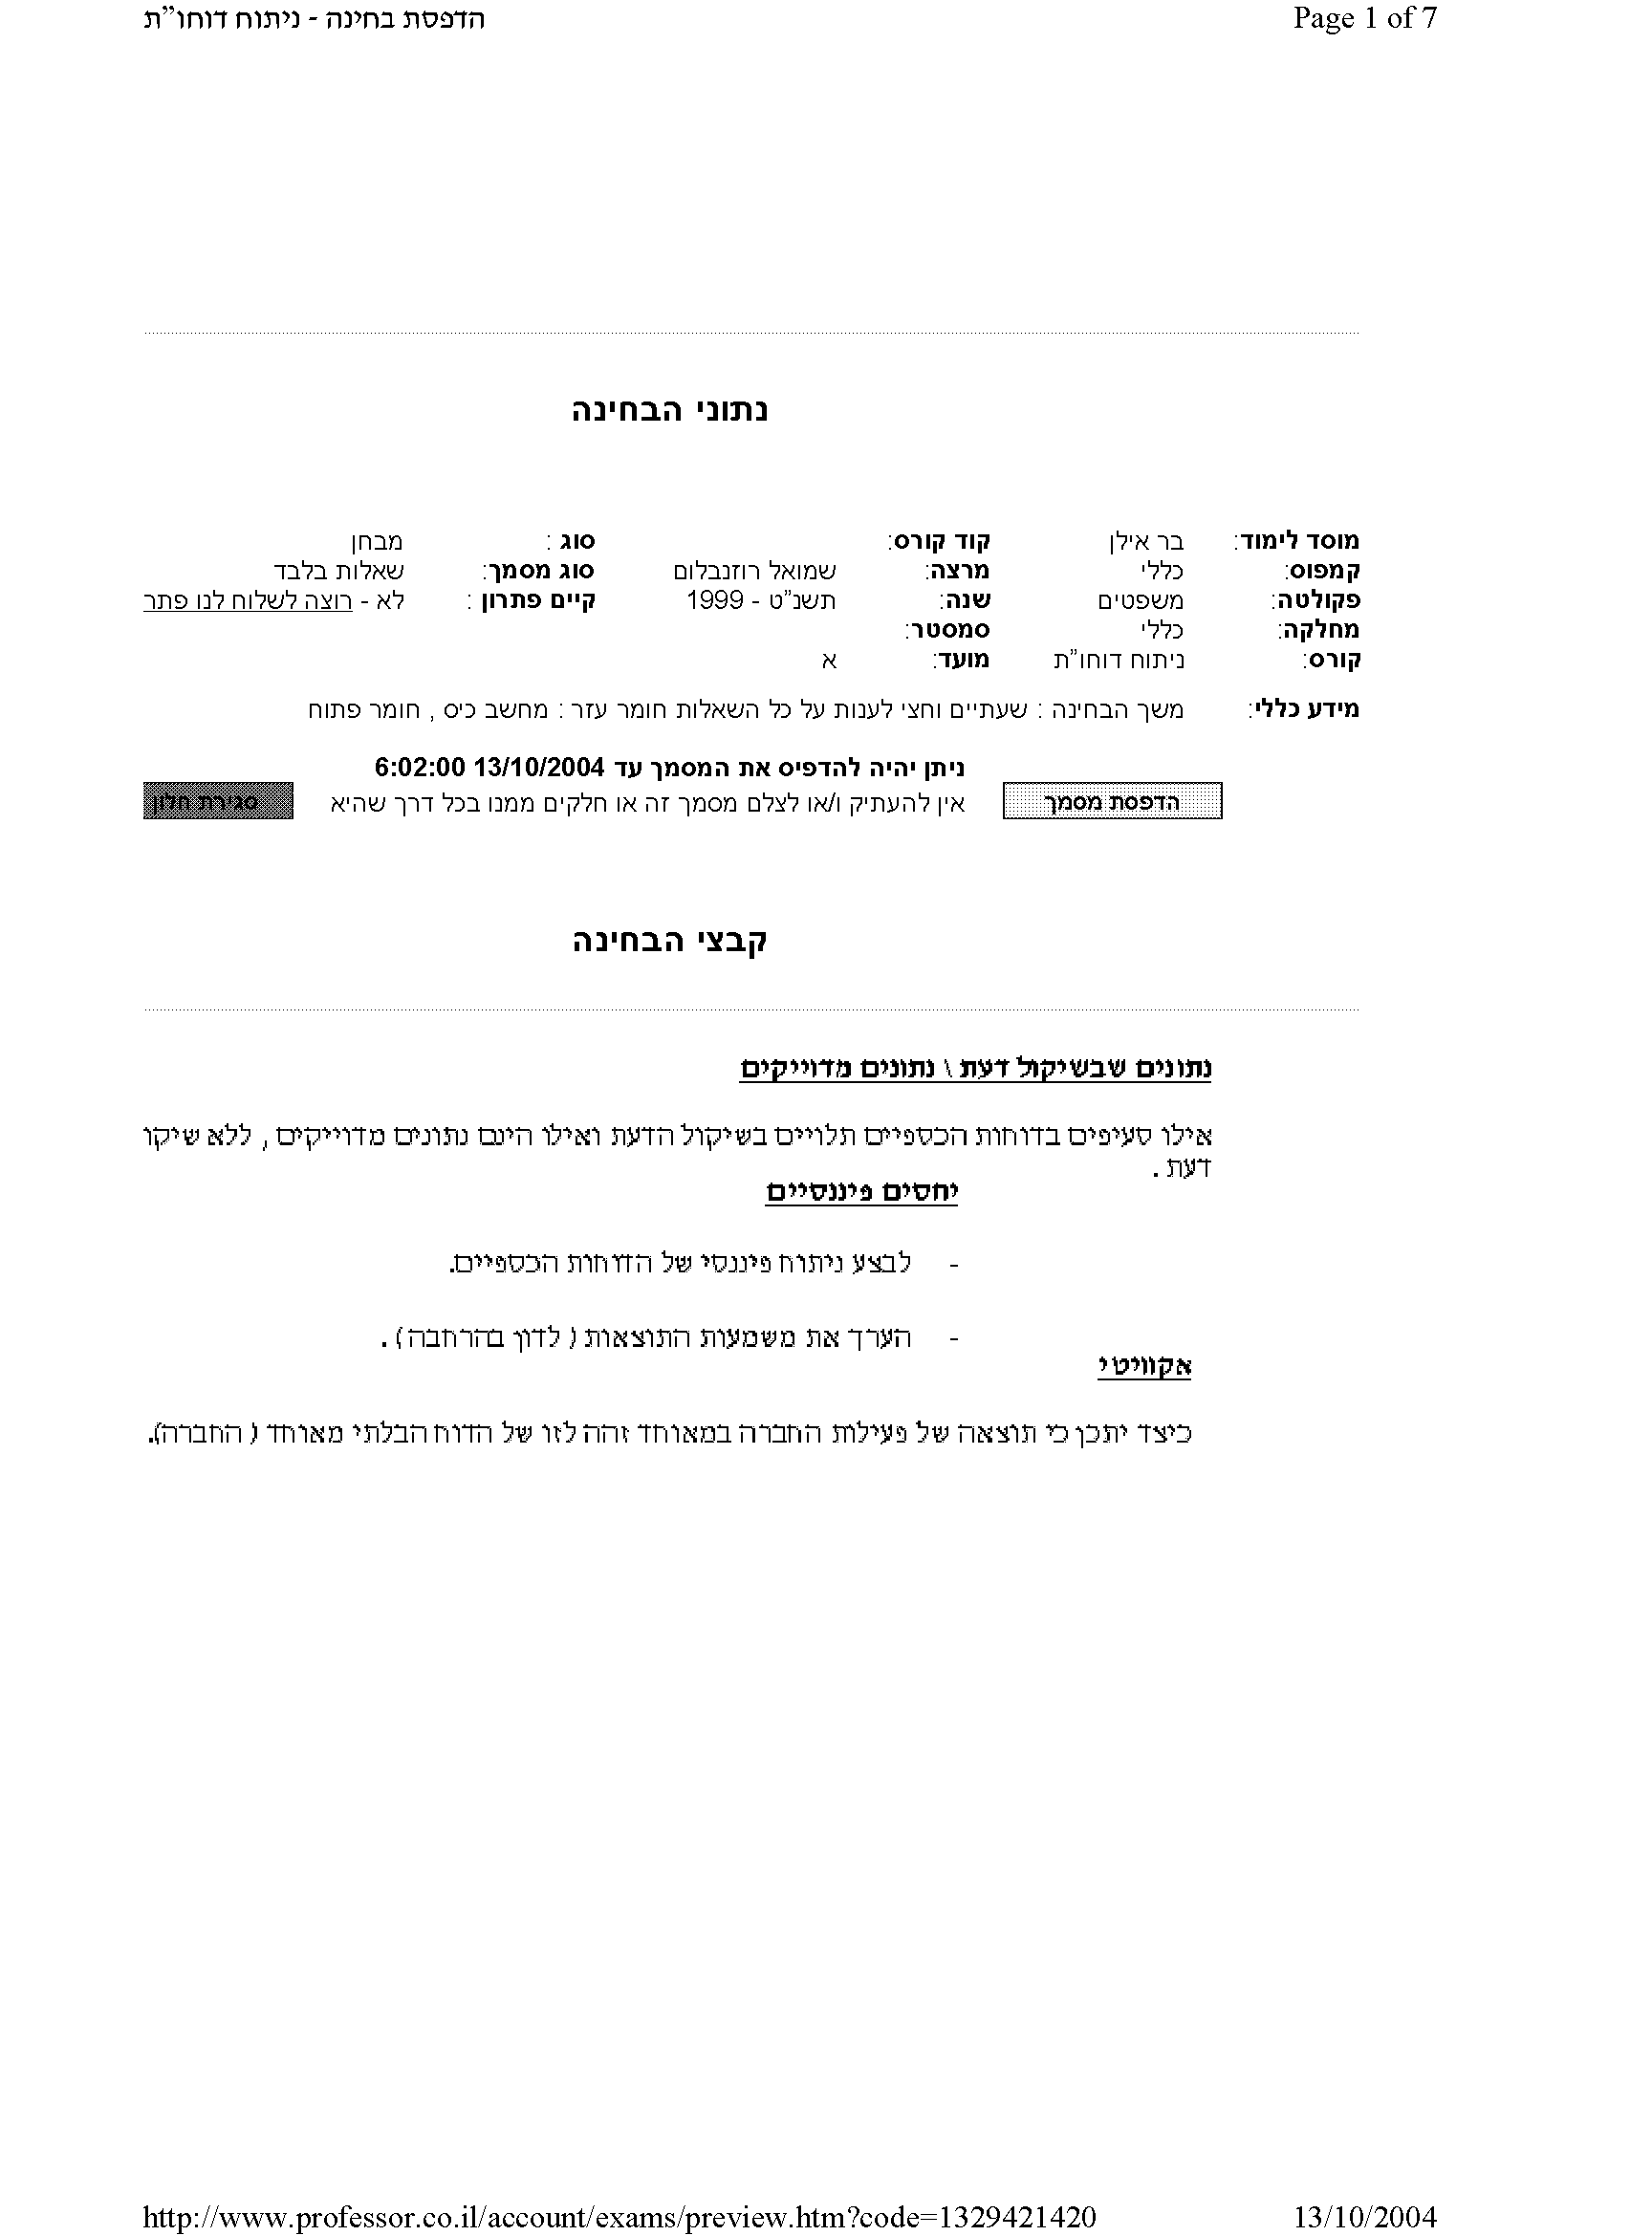 הדפסת בחינה - ניתוח דוחו"ת Page 1 of 7
נתוני הבחינה
מוסד לימוד: בר אילן קוד קורס: סוג : מבחן
קמפוס: כללי מרצה: שמואל רוזנבלום סוג מסמך: שאלות בלבד
פקולטה: משפטים שנה: תשנ"ט - 1999 קיים פתרון : לא - רוצה לשלוח לנו פתר
מחלקה: כללי סמסטר:
קורס: ניתוח דוחו"ת מועד: א
מידע כללי: משך הבחינה : שעתיים וחצי לענות על כל השאלות חומר עזר : מחשב כיס , חומר פתוח
ניתן יהיה להדפיס את המסמך עד 13/10/2004 6:02:00
הדפסת מסמך אין להעתיק ו/או לצלם מסמך זה או חלקים ממנו בכל דרך שהיא סגירת חלון
קבצי הבחינה
נתונים שבשיקול דעת \ נתונים מדוייקים
אילו סעיפים בדוחות הכספיים תלויים בשיקול הדעת ואילו הינם נתונים מדוייקים , ללא שיקו
דעת .
יחסים פיננסיים
- לבצע ניתוח פיננסי של הדוחות הכספיים.
- הערך את משמעות התוצאות ( לדון בהרחבה) .
אקוויטי
כיצד יתכן כי תוצאה של פעילות החברה במאוחד זהה לזו של הדוח הבלתי מאוחד ( החברה).
http://www.professor.co.il/account/exams/preview.htm?code=1329421420 13/10/2004